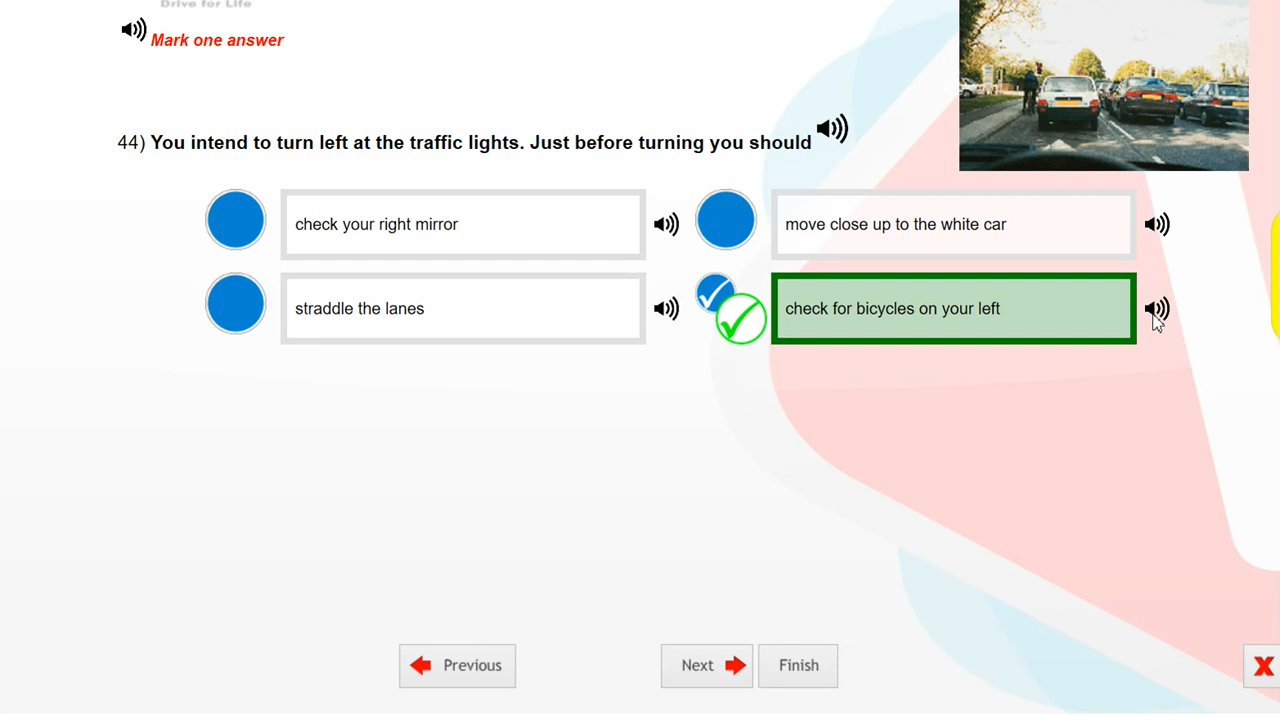 Drive for Life
Mark one answer
44) You intend to turn left at the traffic lights. Just before turning you should
check your right mirror
move close up to the white car
straddle the lanes
check for bicycles on your left
Previous
Next
Finish
X